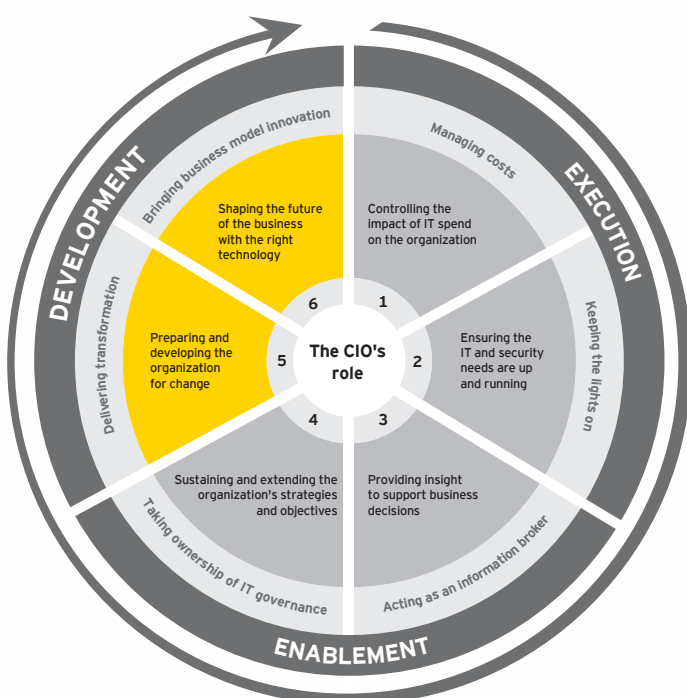 The CIO's
role
EXECUTION
Managing costs
1
Controlling the
impact of IT spend
on the organization
Keeping the lights on
2
Ensuring the
IT and security
needs are up
and running
ENABLEMENT
Acting as an information broker
3
Providing insight
to support business
decisions
Taking ownership of IT governance
4
Sustaining and extending the
organization's strategies
and objectives
DEVELOPMENT
Delivering transformation
5
Preparing and
developing the
organization
for change
Bringing business model innovation
6
Shaping the future
of the business
with the right
technology